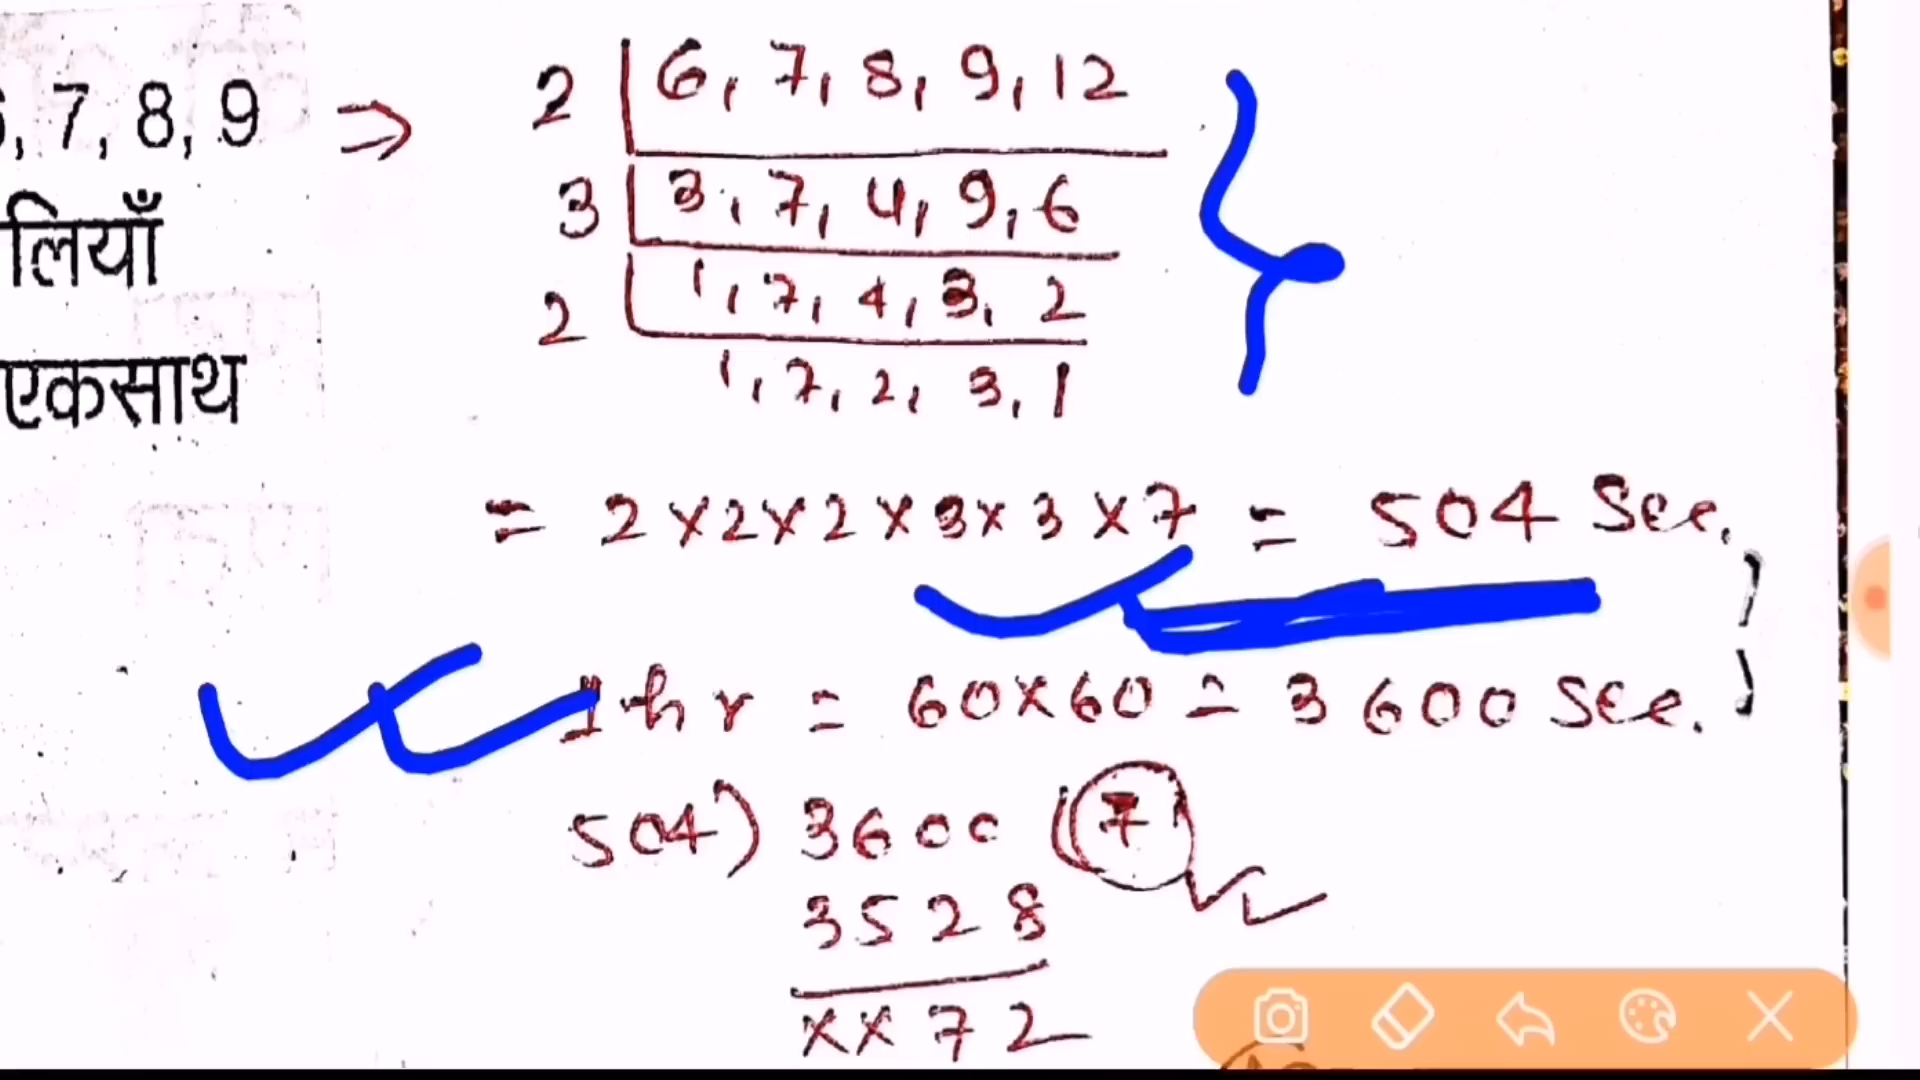 , 7, 8, 9 ⇒
लियाँ
एकसाथ
2 | 6, 7, 8, 9, 12
3 | 3, 7, 4, 9, 6
2 | 1, 7, 4, 3, 2
1, 7, 2, 3, 1
= 2 × 2 × 2 × 3 × 3 × 7 = 504 Sec.
1 hr = 60 × 60 = 3600 Sec.
504) 3600 (7
3528
××72